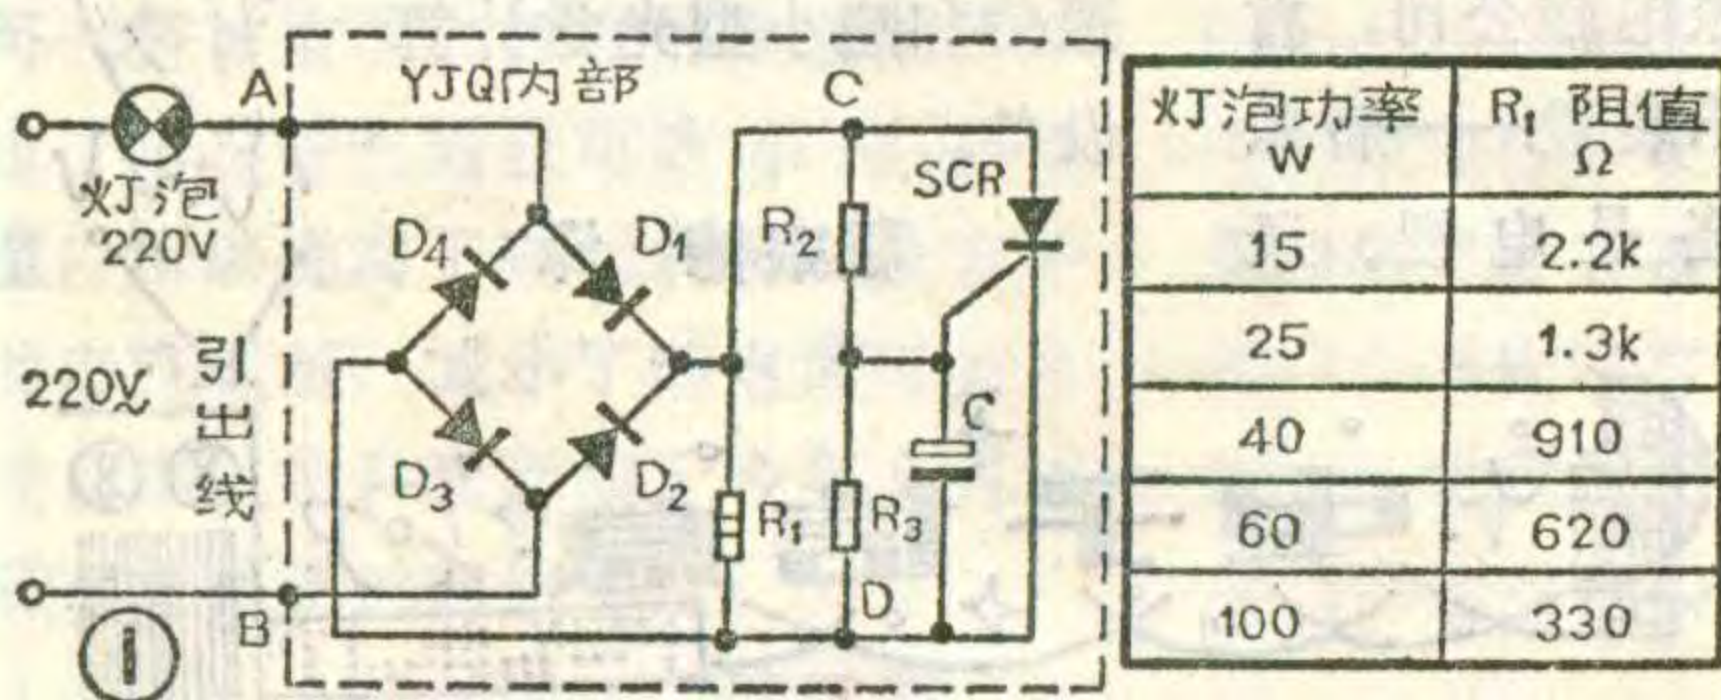 YJQ内部
A
C
灯泡
220V
D₄
D₁
R₂
SCR
220V~
引出线
D₃
D₂
R₁
R₃
C
D
B
①
灯泡功率 W
R₁ 阻值 Ω
15 2.2k
25 1.3k
40 910
60 620
100 330